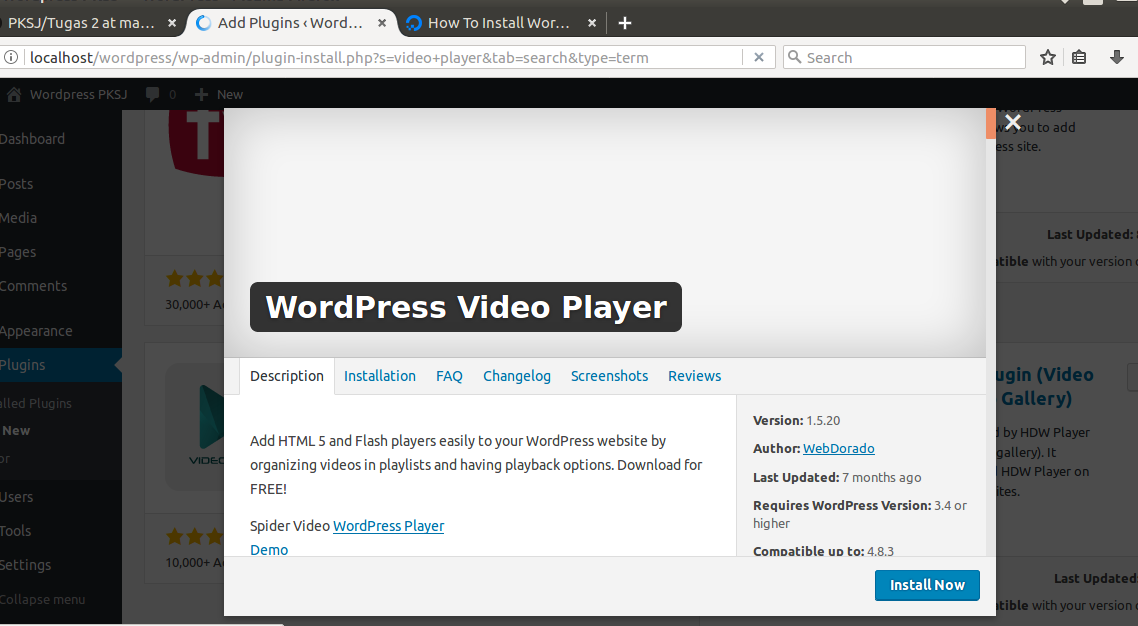 PKSJ/Tugas 2 at ma... ×
Add Plugins ‹ Word... ×
How To Install Wor... ×
localhost/wordpress/wp-admin/plugin-install.php?s=video+player&tab=search&type=term
Search
Wordpress PKSJ 0 + New
Dashboard
Posts
Media
Pages
Comments
Appearance
Plugins
alled Plugins
New
or
Users
Tools
Settings
Collapse menu
30,000+ A
VIDEO
10,000+ A
WordPress Video Player
Description Installation FAQ Changelog Screenshots Reviews
Add HTML 5 and Flash players easily to your WordPress website by
organizing videos in playlists and having playback options. Download for
FREE!
Spider Video WordPress Player
Demo
Version: 1.5.20
Author: WebDorado
Last Updated: 7 months ago
Requires WordPress Version: 3.4 or
higher
Compatible up to: 4.8.3
Install Now
ws you to add
ess site.
Last Updated:
atible with your version
ugin (Video
Gallery)
d by HDW Player
gallery). It
HDW Player on
ites.
Last Updated:
atible with your version